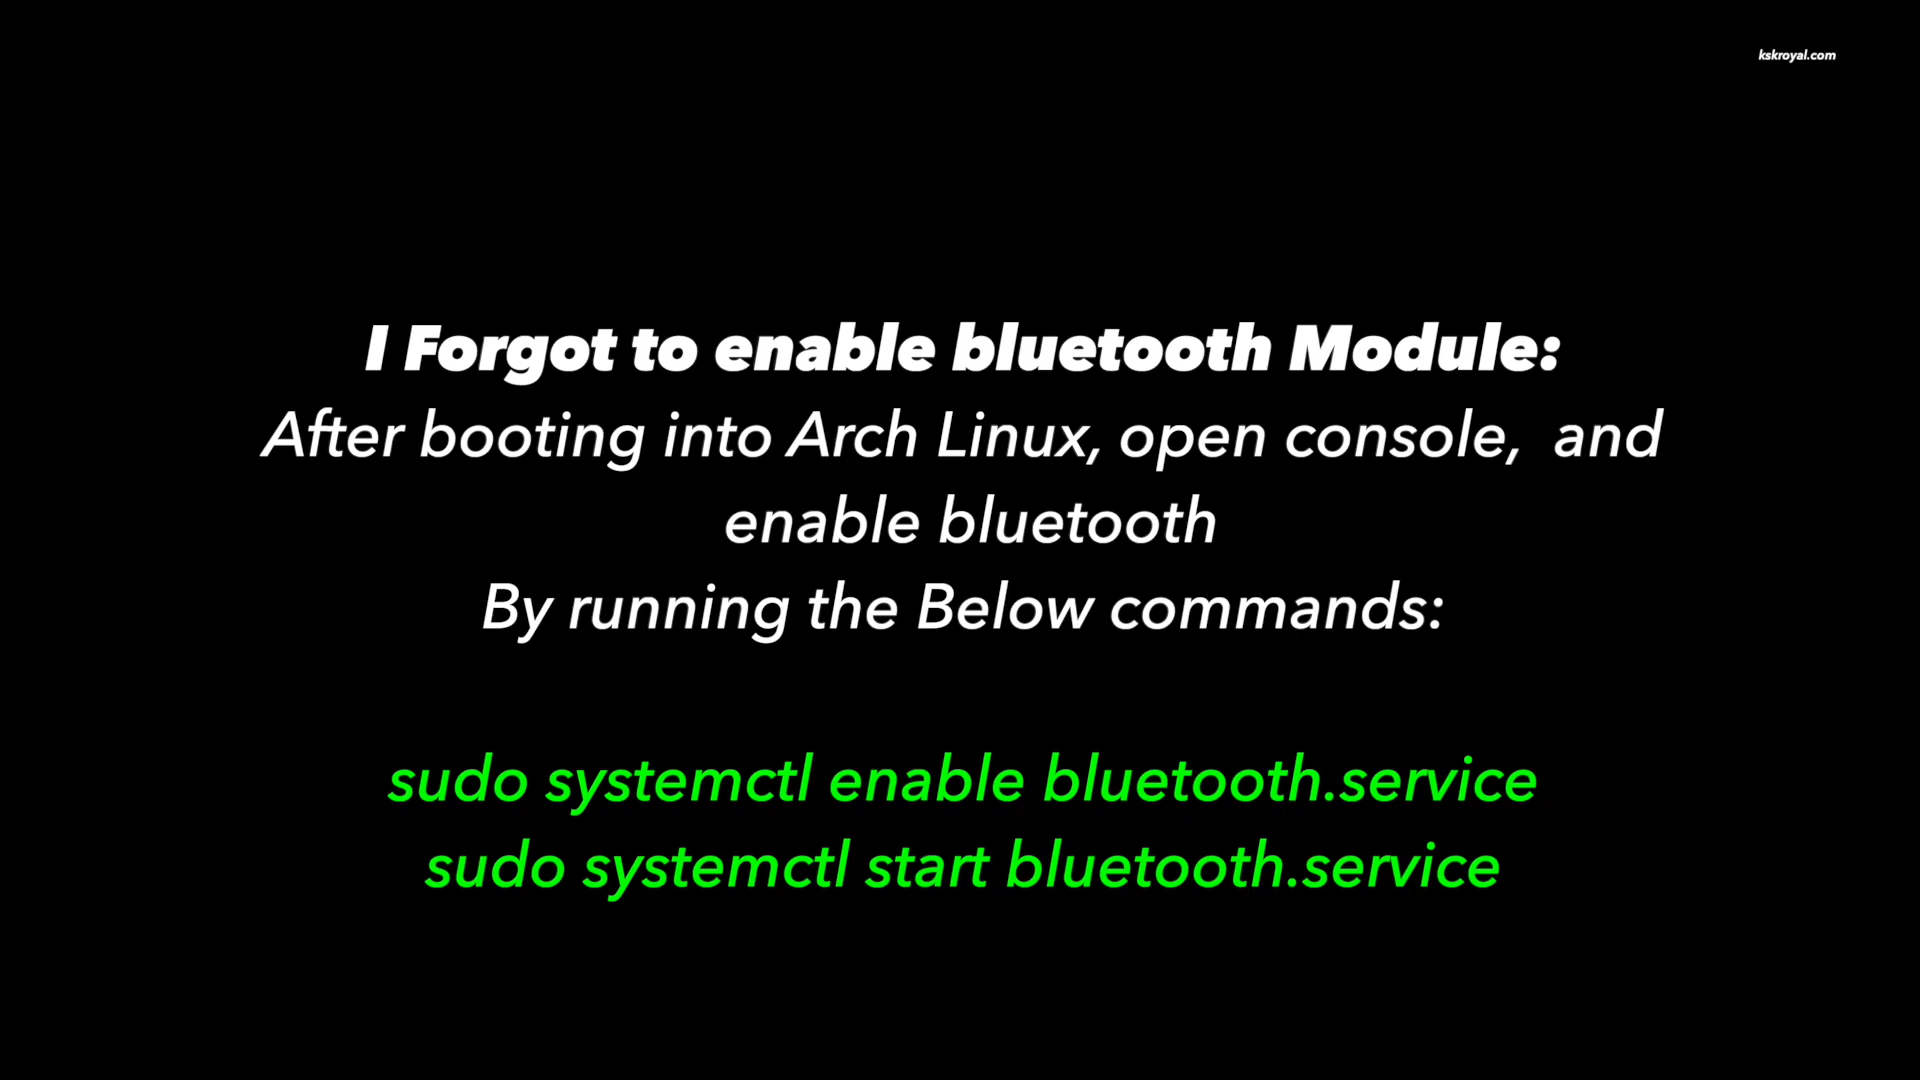 kskroyal.com
I Forgot to enable bluetooth Module:
After booting into Arch Linux, open console,  and
enable bluetooth
By running the Below commands:
sudo systemctl enable bluetooth.service
sudo systemctl start bluetooth.service